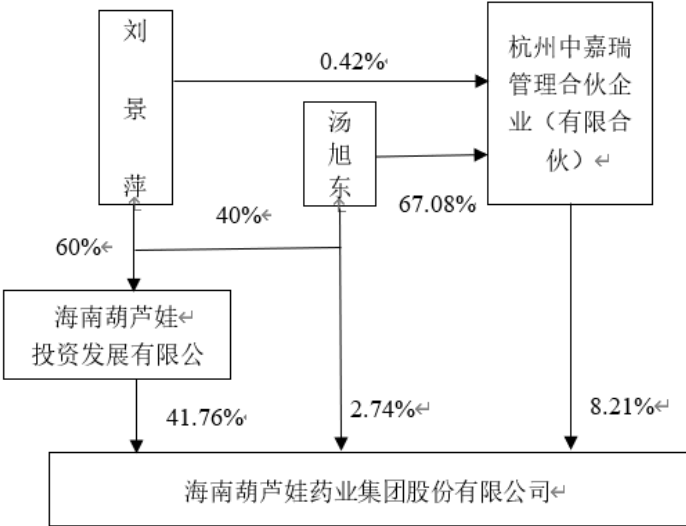 刘
景
萍
0.42%
杭州中嘉瑞
管理合伙企
业（有限合
伙）
汤
旭
东
67.08%
40%
60%
海南葫芦娃
投资发展有限公
41.76%
2.74%
8.21%
海南葫芦娃药业集团股份有限公司